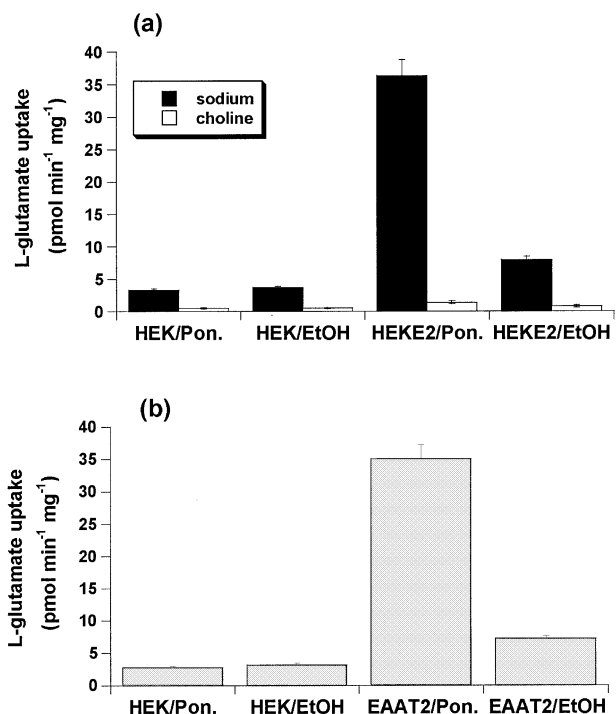 (a)
L-glutamate uptake
(pmol min⁻¹ mg⁻¹)
40
35
30
25
20
15
10
5
0
sodium
choline
HEK/Pon. HEK/EtOH HEKE2/Pon. HEKE2/EtOH
(b)
L-glutamate uptake
(pmol min⁻¹ mg⁻¹)
40
35
30
25
20
15
10
5
0
HEK/Pon. HEK/EtOH EAAT2/Pon. EAAT2/EtOH